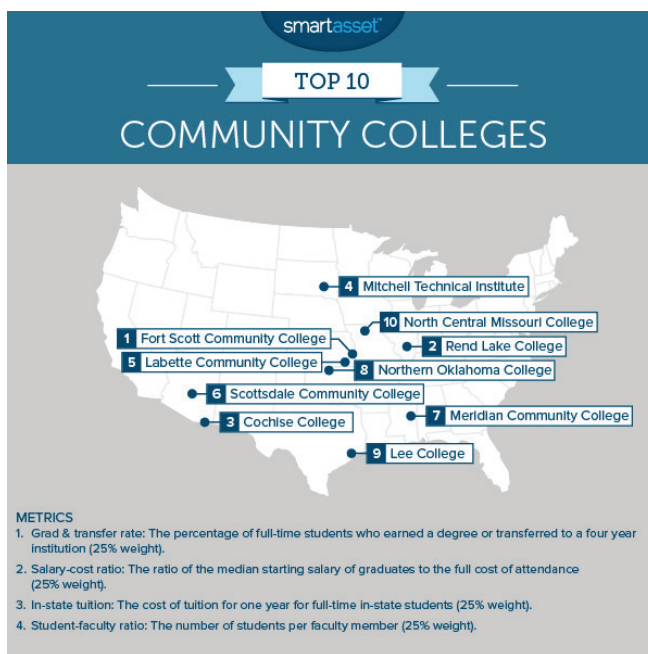 smartasset™
TOP 10
COMMUNITY COLLEGES
4 Mitchell Technical Institute
10 North Central Missouri College
1 Fort Scott Community College
2 Rend Lake College
5 Labette Community College
8 Northern Oklahoma College
6 Scottsdale Community College
7 Meridian Community College
3 Cochise College
9 Lee College
METRICS
1. Grad & transfer rate: The percentage of full-time students who earned a degree or transferred to a four year
institution (25% weight).
2. Salary-cost ratio: The ratio of the median starting salary of graduates to the full cost of attendance
(25% weight).
3. In-state tuition: The cost of tuition for one year for full-time in-state students (25% weight).
4. Student-faculty ratio: The number of students per faculty member (25% weight).